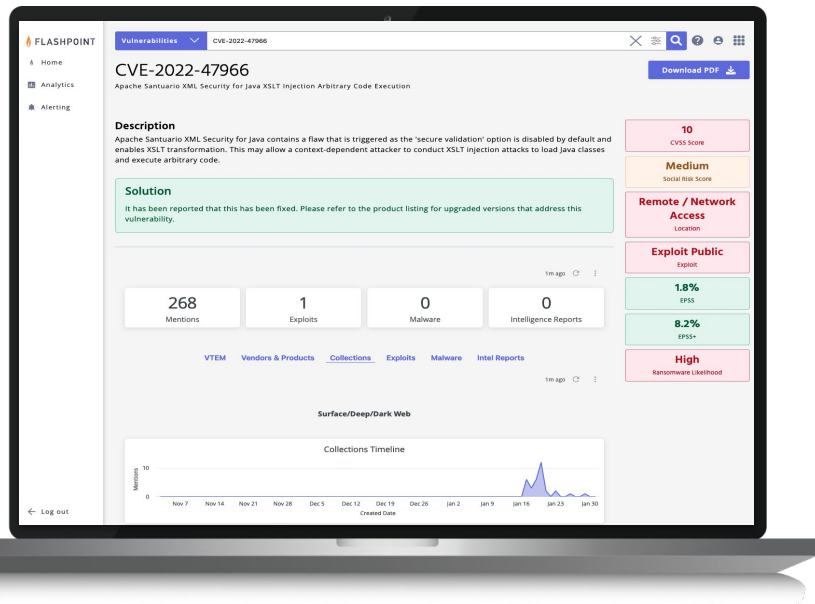 FLASHPOINT
Home
Analytics
Alerting
Log out
Vulnerabilities
CVE-2022-47966
CVE-2022-47966
Apache Santuario XML Security for Java XSLT Injection Arbitrary Code Execution
Download PDF
Description
Apache Santuario XML Security for Java contains a flaw that is triggered as the 'secure validation' option is disabled by default and
enables XSLT transformation. This may allow a context-dependent attacker to conduct XSLT injection attacks to load Java classes
and execute arbitrary code.
Solution
It has been reported that this has been fixed. Please refer to the product listing for upgraded versions that address this
vulnerability.
10
CVSS Score
Medium
Social Risk Score
Remote / Network
Access
Location
Exploit Public
Exploit
1.8%
EPSS
8.2%
EPSS+
High
Ransomware Likelihood
1m ago
268
Mentions
1
Exploits
0
Malware
0
Intelligence Reports
VTEM Vendors & Products Collections Exploits Malware Intel Reports
1m ago
Surface/Deep/Dark Web
Collections Timeline
Mentions
10
0
Nov 7 Nov 14 Nov 21 Nov 28 Dec 5 Dec 12 Dec 19 Dec 26 Jan 2 Jan 9 Jan 16 Jan 23 Jan 30
Created Date